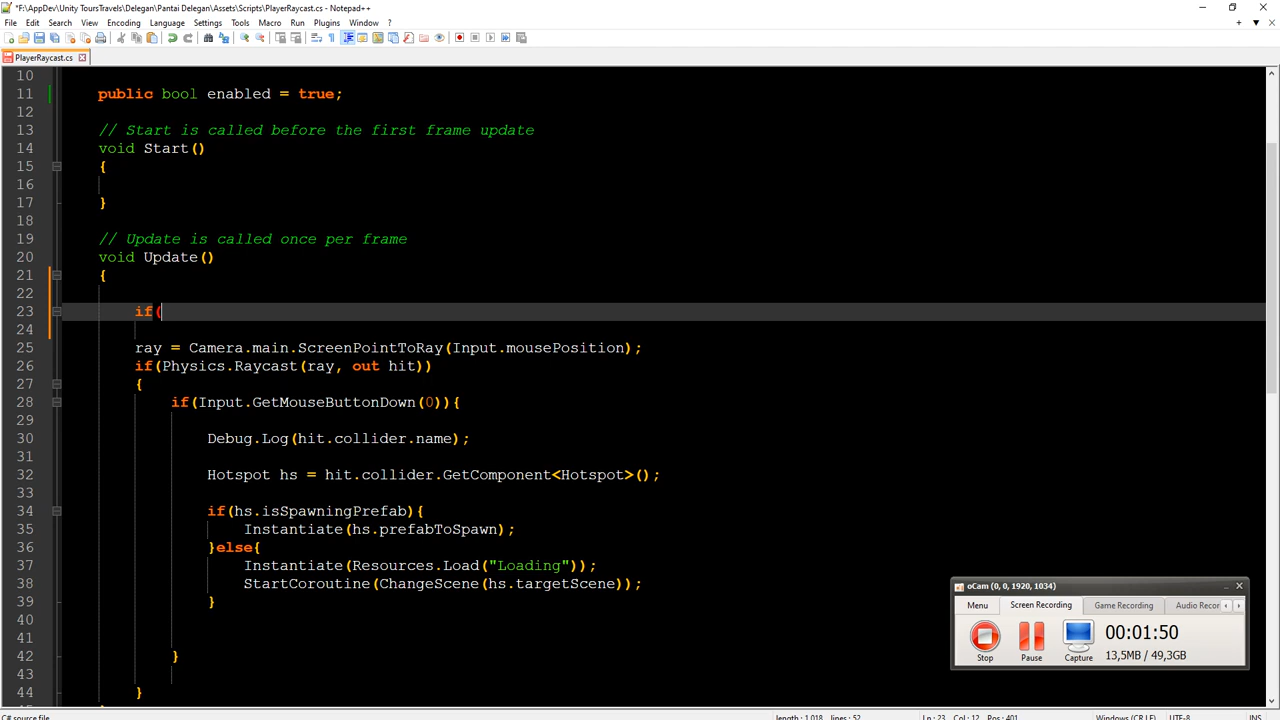 *F:\AppDev\Unity ToursTravels\Delegan\Pantai Delegan\Assets\Scripts\PlayerRaycast.cs - Notepad++
File Edit Search View Encoding Language Settings Tools Macro Run Plugins Window ?
PlayerRaycast.cs
10
11 public bool enabled = true;
12
13 // Start is called before the first frame update
14 void Start()
15 {
16
17 }
18
19 // Update is called once per frame
20 void Update()
21 {
22
23 if(
24
25 ray = Camera.main.ScreenPointToRay(Input.mousePosition);
26 if(Physics.Raycast(ray, out hit))
27 {
28 if(Input.GetMouseButtonDown(0)){
29
30 Debug.Log(hit.collider.name);
31
32 Hotspot hs = hit.collider.GetComponent<Hotspot>();
33
34 if(hs.isSpawningPrefab){
35 Instantiate(hs.prefabToSpawn);
36 }else{
37 Instantiate(Resources.Load("Loading"));
38 StartCoroutine(ChangeScene(hs.targetScene));
39 }
40
41
42 }
43
44 }
oCam (0, 0, 1920, 1034)
Menu Screen Recording Game Recording Audio Recor
00:01:50
13,5MB / 49,3GB
Stop Pause Capture
C# source file length : 1.018 lines : 52 Ln : 23 Col : 12 Pos : 401 Windows (CR LF) UTF-8 INS